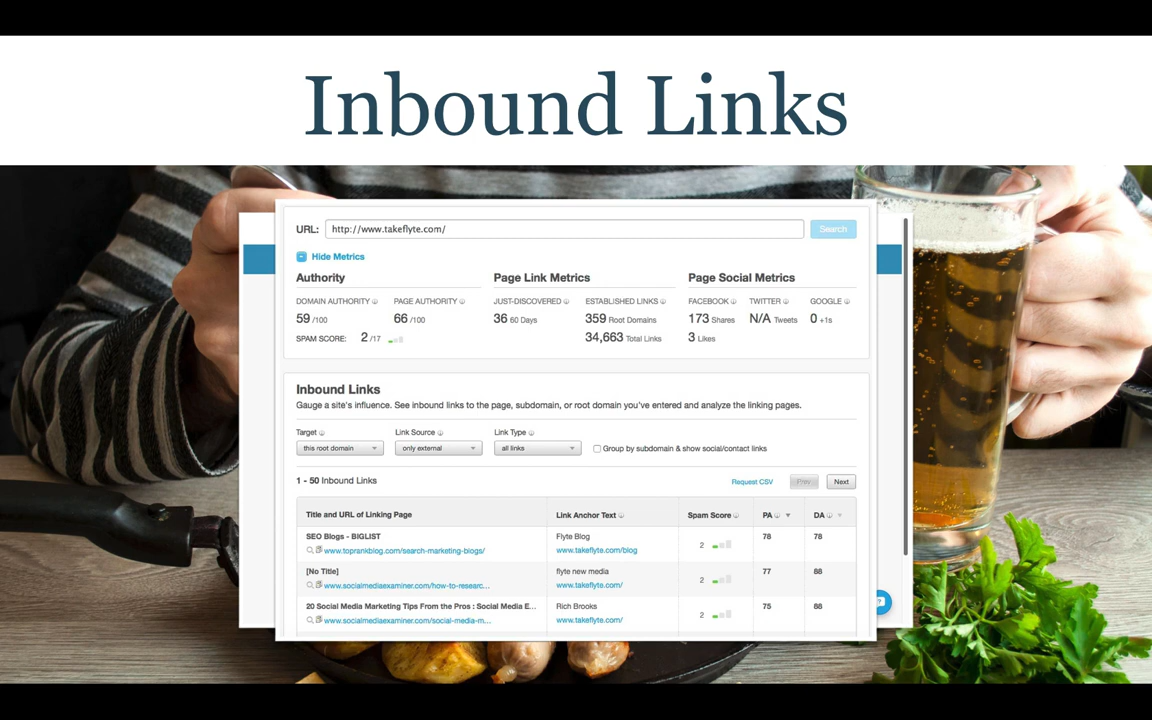 Inbound Links
URL: http://www.takeflyte.com/ Search
Hide Metrics
Authority Page Link Metrics Page Social Metrics
DOMAIN AUTHORITY PAGE AUTHORITY JUST-DISCOVERED ESTABLISHED LINKS FACEBOOK TWITTER GOOGLE
59 /100 66 /100 36 60 Days 359 Root Domains 173 Shares N/A Tweets 0 +1s
SPAM SCORE: 2 /17 34,663 Total Links 3 Likes
Inbound Links
Gauge a site's influence. See inbound links to the page, subdomain, or root domain you've entered and analyze the linking pages.
Target Link Source Link Type
this root domain only external all links Group by subdomain & show social/contact links
1 - 50 Inbound Links Request CSV Prev Next
Title and URL of Linking Page Link Anchor Text Spam Score PA DA
SEO Blogs - BIGLIST Flyte Blog 2 78 78
www.toprankblog.com/search-marketing-blogs/ www.takeflyte.com/blog
[No Title] flyte new media 2 77 88
www.socialmediaexaminer.com/how-to-researc... www.takeflyte.com/
20 Social Media Marketing Tips From the Pros : Social Media E... Rich Brooks 2 75 88
www.socialmediaexaminer.com/social-media-m... www.takeflyte.com/